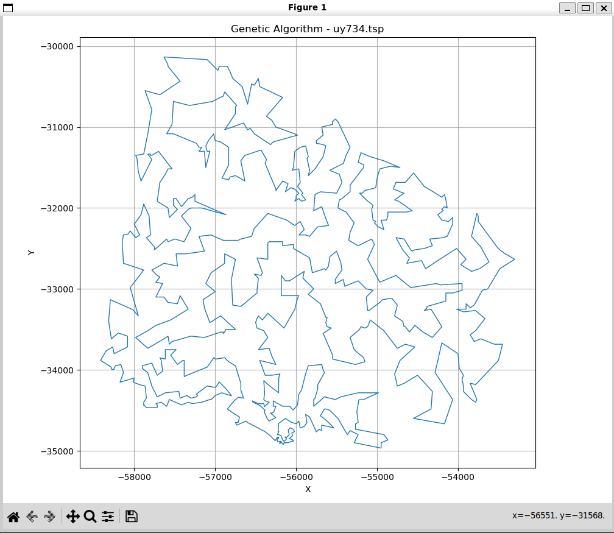 Figure 1
Genetic Algorithm - uy734.tsp
−30000
−31000
−32000
−33000
−34000
−35000
Y
−58000 −57000 −56000 −55000 −54000
X
x=−56551. y=−31568.